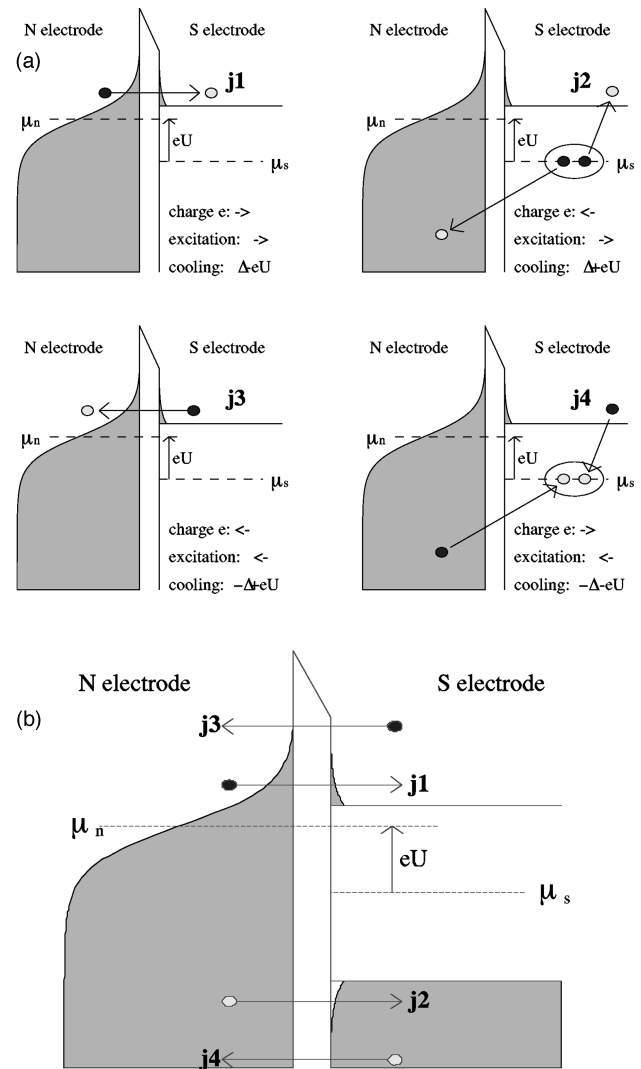 (a)
N electrode S electrode
j1
μn
eU
μs
charge e: ->
excitation: ->
cooling: Δ-eU
N electrode S electrode
j2
μn
eU
μs
charge e: <-
excitation: ->
cooling: Δ+eU
N electrode S electrode
j3
μn
eU
μs
charge e: <-
excitation: <-
cooling: −Δ+eU
N electrode S electrode
j4
μn
eU
μs
charge e: ->
excitation: <-
cooling: −Δ-eU
N electrode S electrode
(b)
j3
j1
μn
eU
μs
j2
j4